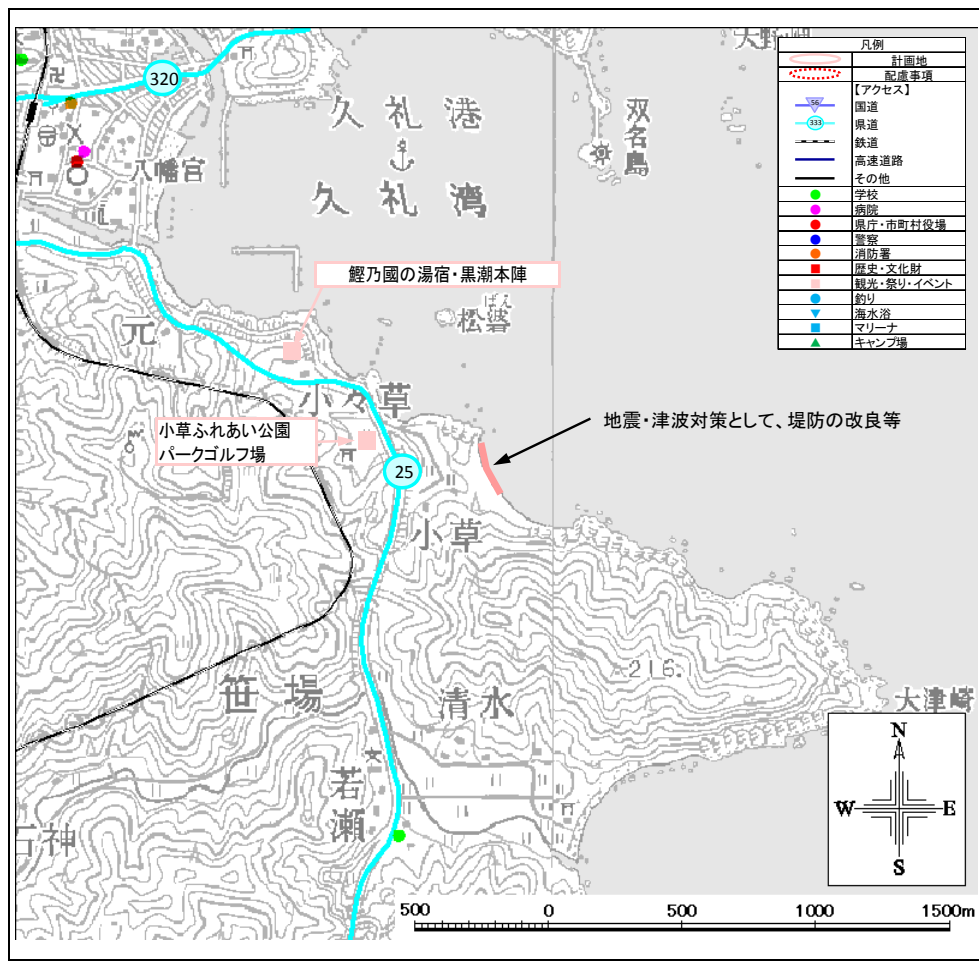 320
大野岬
久礼港
久礼湾
双名島
八幡宮
鰹乃國の湯宿・黒潮本陣
ばえ
松碆
元
小々草
小草ふれあい公園
パークゴルフ場
地震・津波対策として、堤防の改良等
25
小草
216.
笹場
清水
大津崎
若瀬
石神
凡例
計画地
配慮事項
【アクセス】
56
国道
333
県道
鉄道
高速道路
その他
学校
病院
県庁・市町村役場
警察
消防署
歴史・文化財
観光・祭り・イベント
釣り
海水浴
マリーナ
キャンプ場
N
W E
S
500 0 500 1000 1500m